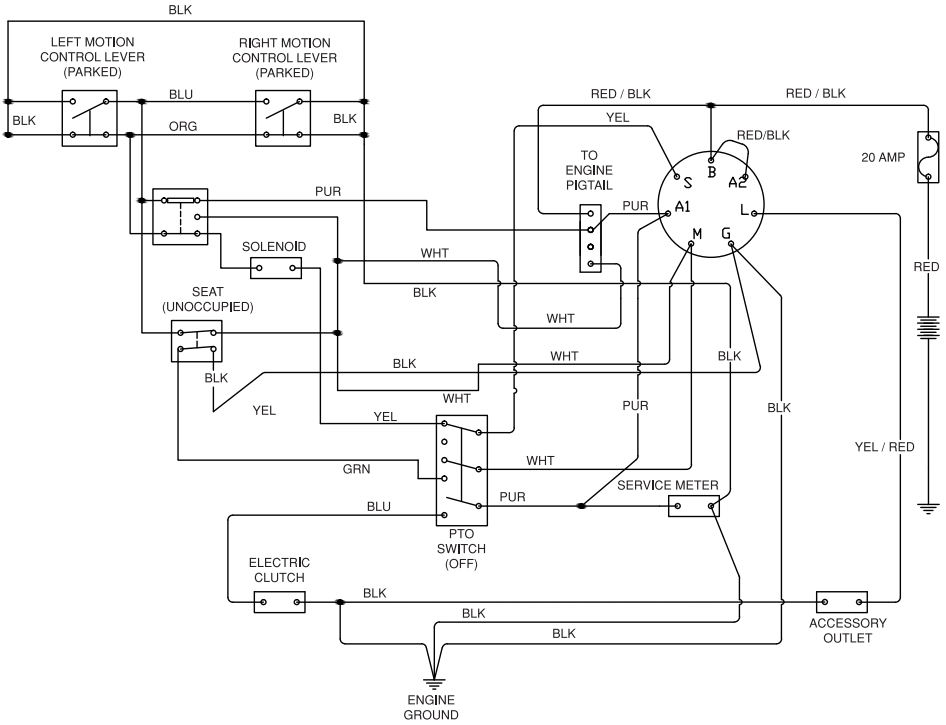 BLK
LEFT MOTION
CONTROL LEVER
(PARKED)
RIGHT MOTION
CONTROL LEVER
(PARKED)
BLU
RED / BLK
RED / BLK
BLK
ORG
BLK
YEL
RED/BLK
20 AMP
TO
ENGINE
PIGTAIL
B
S
A2
PUR
PUR
A1
L
M
G
SOLENOID
WHT
RED
SEAT
(UNOCCUPIED)
BLK
WHT
BLK
BLK
WHT
BLK
WHT
YEL
YEL
PUR
BLK
YEL / RED
GRN
WHT
SERVICE METER
BLU
PUR
PTO
SWITCH
(OFF)
ELECTRIC
CLUTCH
BLK
BLK
BLK
ACCESSORY
OUTLET
ENGINE
GROUND